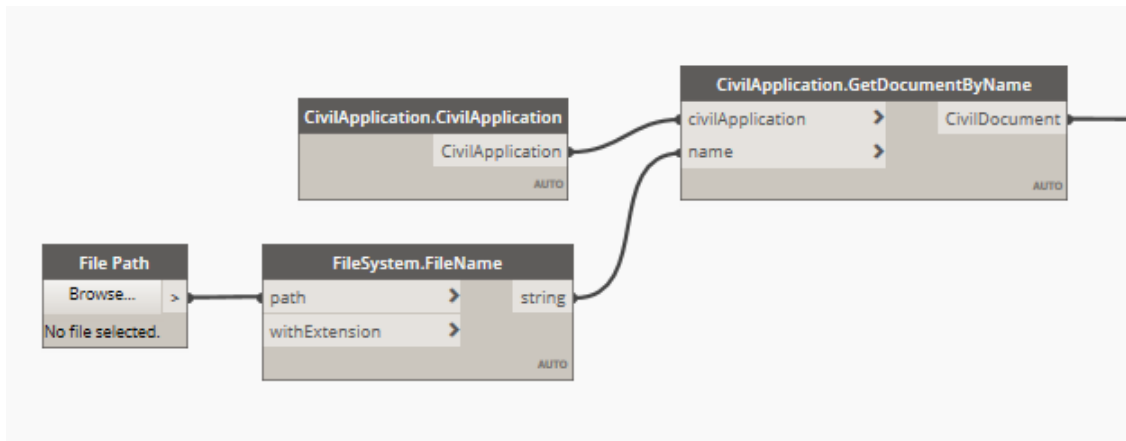 CivilApplication.GetDocumentByName
civilApplication > CivilDocument
name >
AUTO
CivilApplication.CivilApplication
CivilApplication
AUTO
File Path
Browse... >
No file selected.
FileSystem.FileName
path > string
withExtension >
AUTO